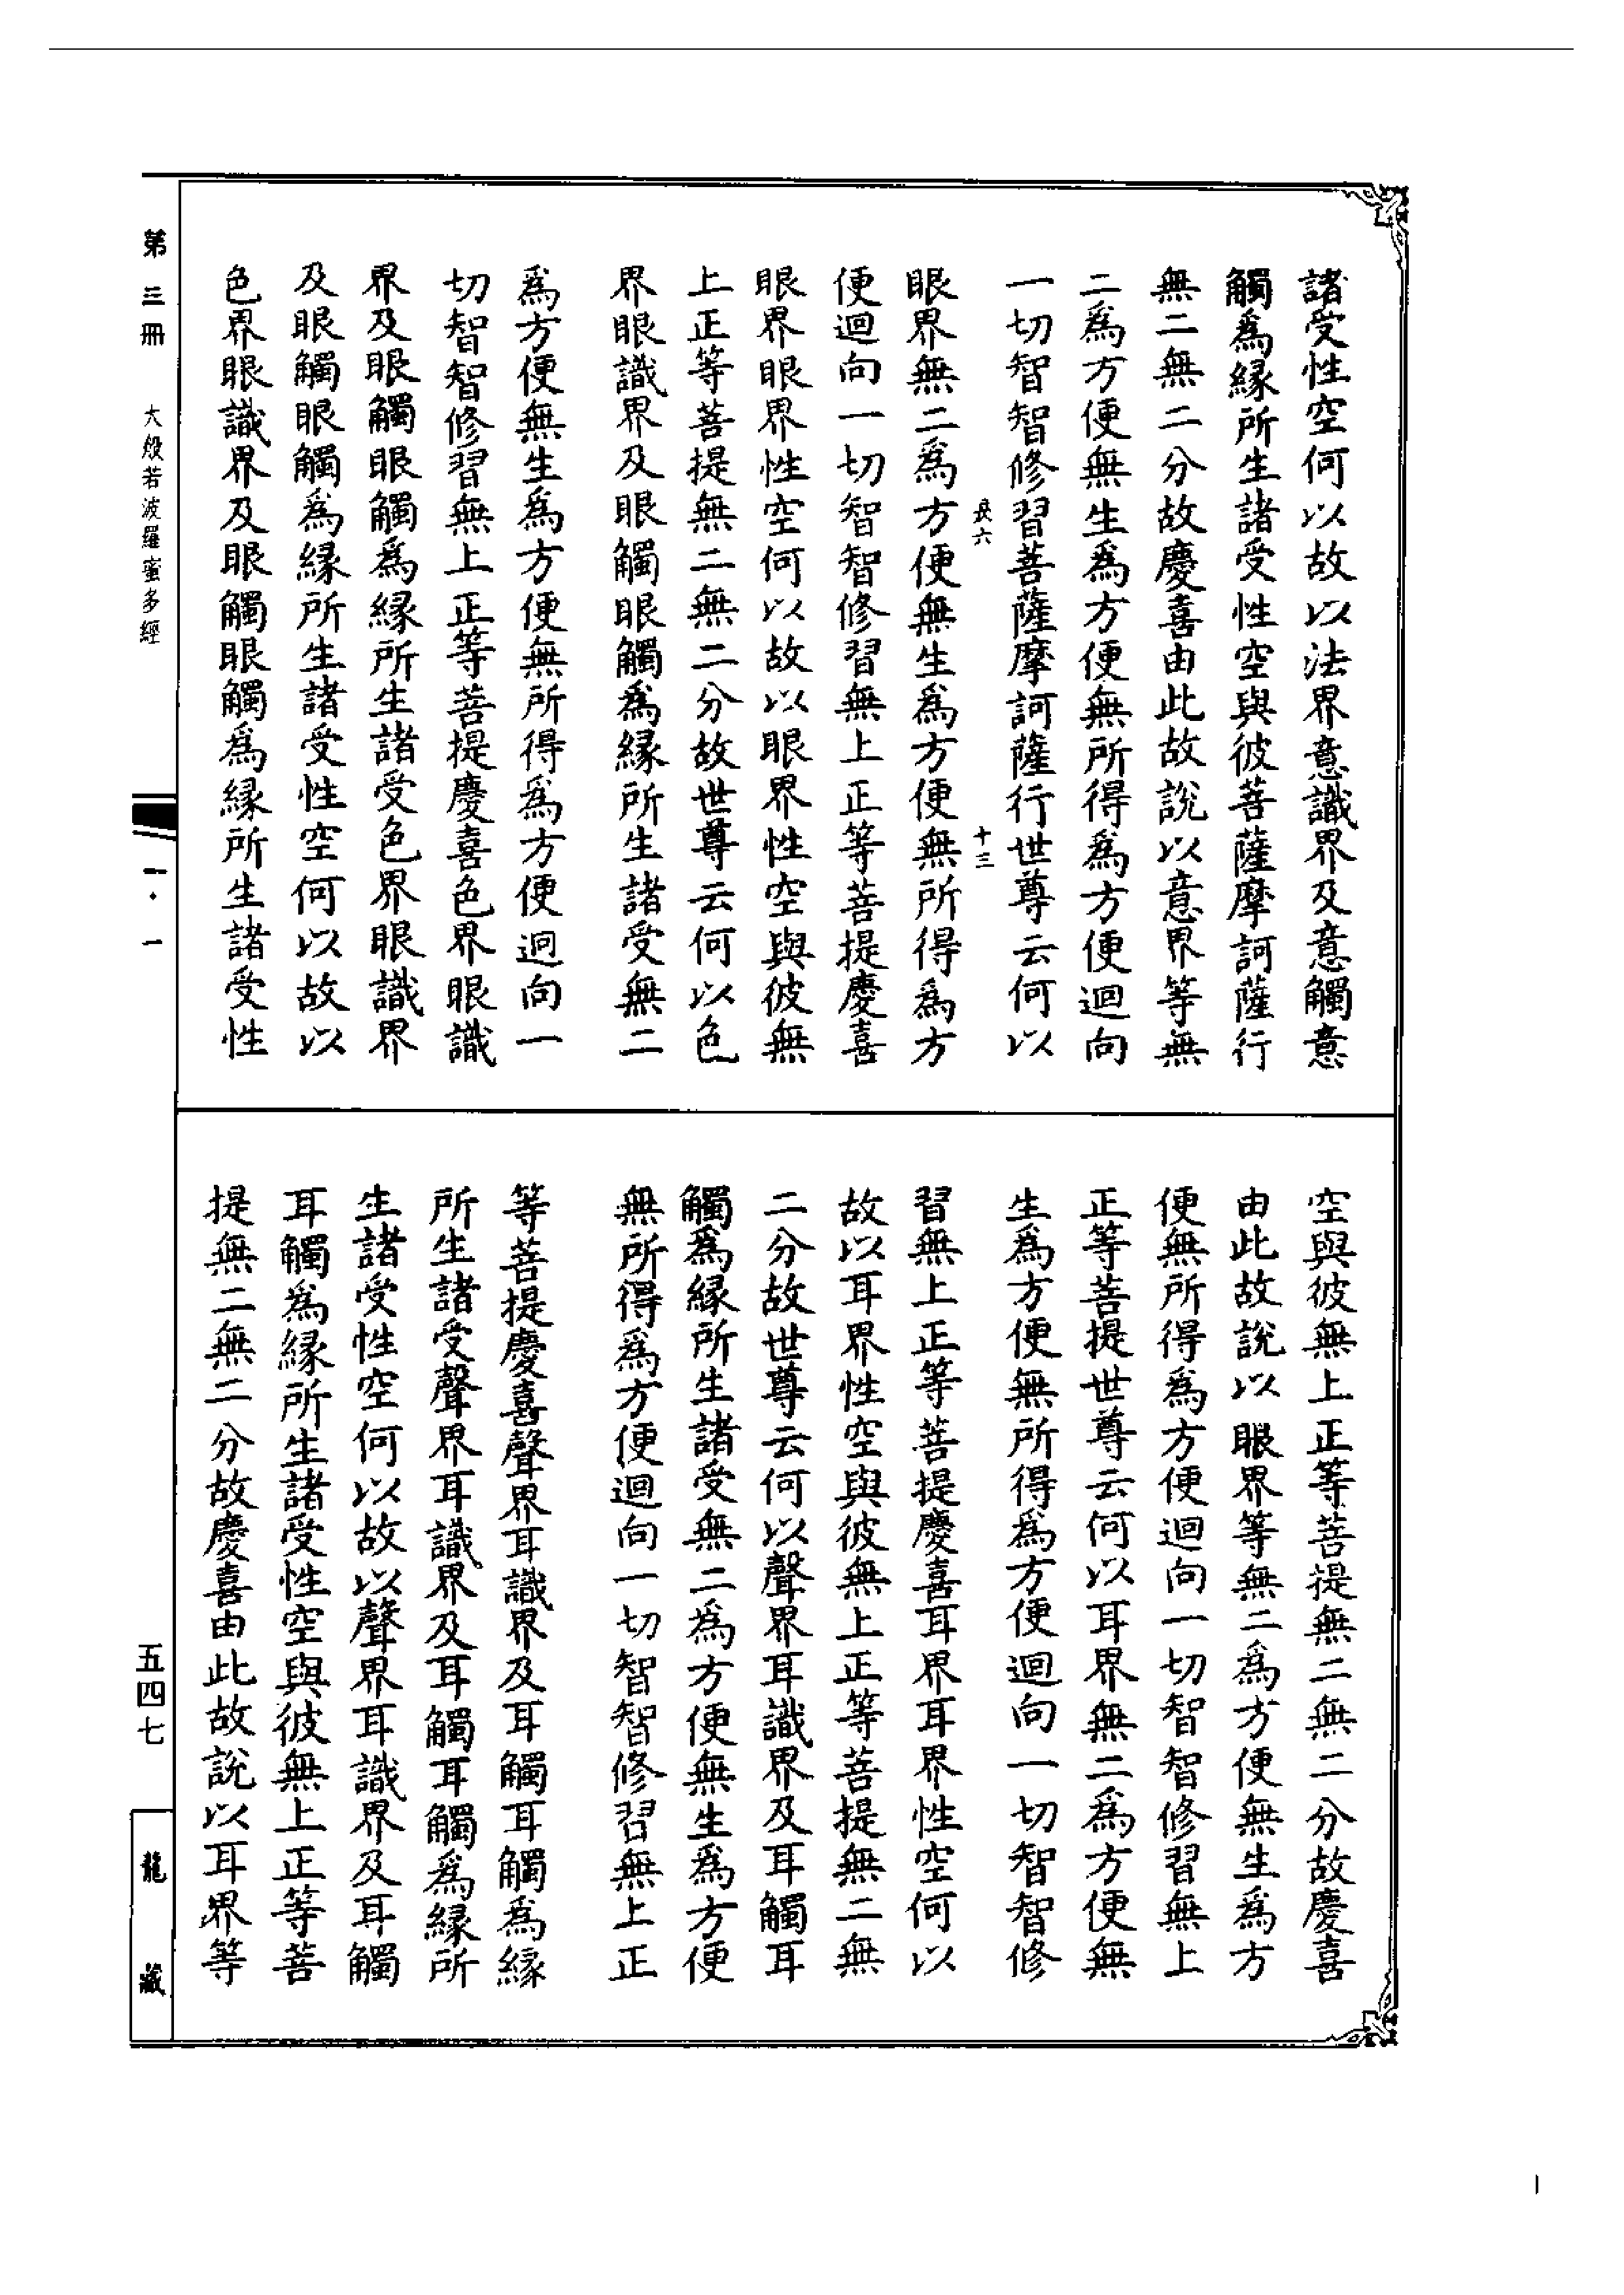 諸受性空何以故以法界意識界及意觸意
觸爲緣所生諸受性空與彼菩薩摩訶薩行
無二無二分故慶喜由此故說以意界等無
二爲方便無生爲方便無所得爲方便迴向
一切智智修習菩薩摩訶薩行世尊云何以
十三
眼界無二爲方便無生爲方便無所得爲方
便迴向一切智智修習無上正等菩提慶喜
眼界眼界性空何以故以眼界性空與彼無
上正等菩提無二無二分故世尊云何以色
界眼識界及眼觸眼觸爲緣所生諸受無二
爲方便無生爲方便無所得爲方便迴向一
切智智修習無上正等菩提慶喜色界眼識
界及眼觸眼觸爲緣所生諸受色界眼識界
及眼觸眼觸爲緣所生諸受性空何以故以
色界眼識界及眼觸眼觸爲緣所生諸受性
空與彼無上正等菩提無二無二分故慶喜
由此故說以眼界等無二爲方便無生爲方
便無所得爲方便迴向一切智智修習無上
正等菩提世尊云何以耳界無二爲方便無
生爲方便無所得爲方便迴向一切智智修
習無上正等菩提慶喜耳界耳界性空何以
故以耳界性空與彼無上正等菩提無二無
二分故世尊云何以聲界耳識界及耳觸耳
觸爲緣所生諸受無二爲方便無生爲方便
無所得爲方便迴向一切智智修習無上正
等菩提慶喜聲界耳識界及耳觸耳觸爲緣
所生諸受聲界耳識界及耳觸耳觸爲緣所
生諸受性空何以故以聲界耳識界及耳觸
耳觸爲緣所生諸受性空與彼無上正等菩
提無二無二分故慶喜由此故說以耳界等
第三冊 大般若波羅蜜多經
一·一
五四七
龍藏